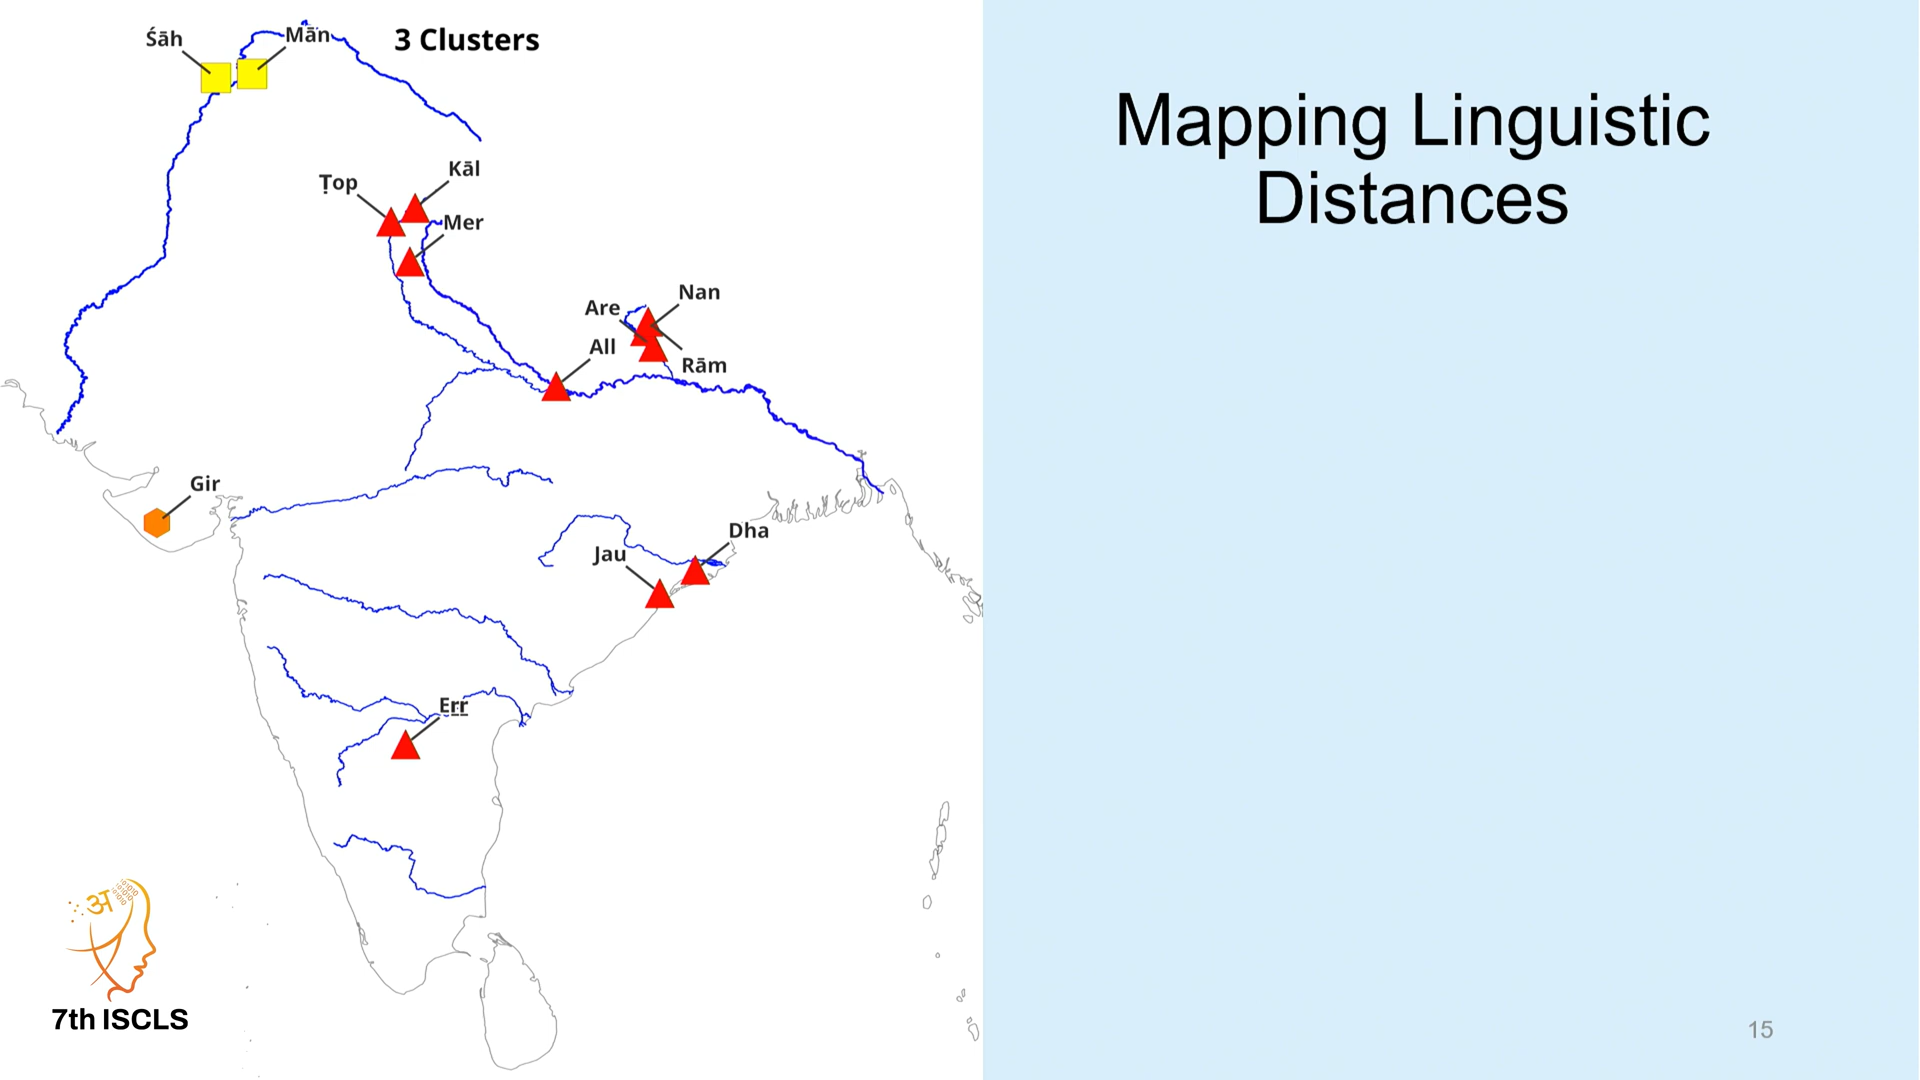 3 Clusters
Śāh
Mān
Ṭop
Kāl
Mer
Are
Nan
All
Rām
Gir
Jau
Dha
Eṟṟ
Mapping Linguistic
Distances
अ
7th ISCLS
15